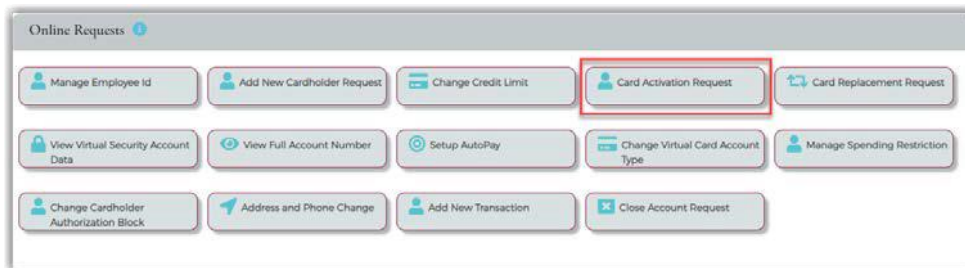 Online Requests
Manage Employee Id
Add New Cardholder Request
Change Credit Limit
Card Activation Request
Card Replacement Request
View Virtual Security Account
Data
View Full Account Number
Setup AutoPay
Change Virtual Card Account
Type
Manage Spending Restriction
Change Cardholder
Authorization Block
Address and Phone Change
Add New Transaction
Close Account Request